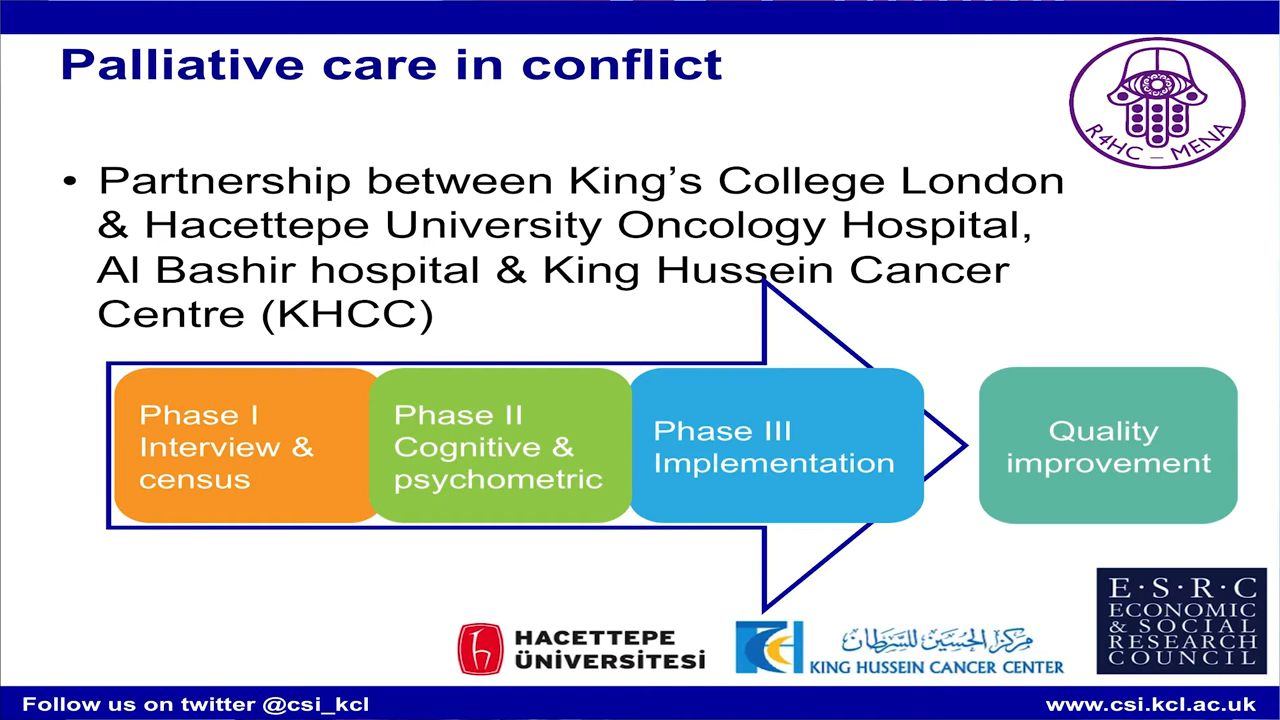 Palliative care in conflict
R4HC – MENA
• Partnership between King's College London
& Hacettepe University Oncology Hospital,
Al Bashir hospital & King Hussein Cancer
Centre (KHCC)
Phase I
Interview &
census
Phase II
Cognitive &
psychometric
Phase III
Implementation
Quality
improvement
HACETTEPE
ÜNİVERSİTESİ
مركز الحسين للسرطان
KING HUSSEIN CANCER CENTER
E·S·R·C
ECONOMIC
& SOCIAL
RESEARCH
COUNCIL
Follow us on twitter @csi_kcl
www.csi.kcl.ac.uk